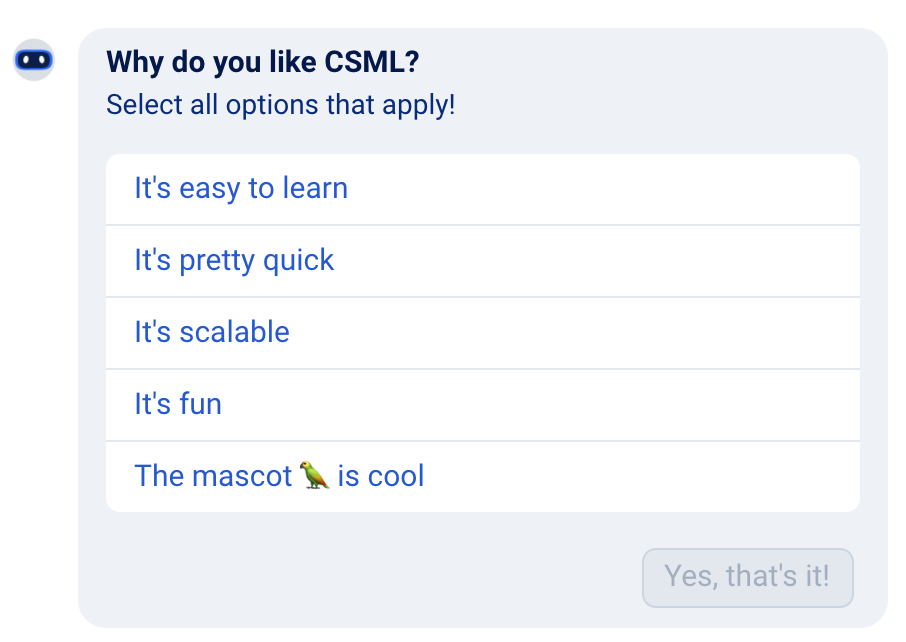 Why do you like CSML?
Select all options that apply!
It's easy to learn
It's pretty quick
It's scalable
It's fun
The mascot 🦜 is cool
Yes, that's it!